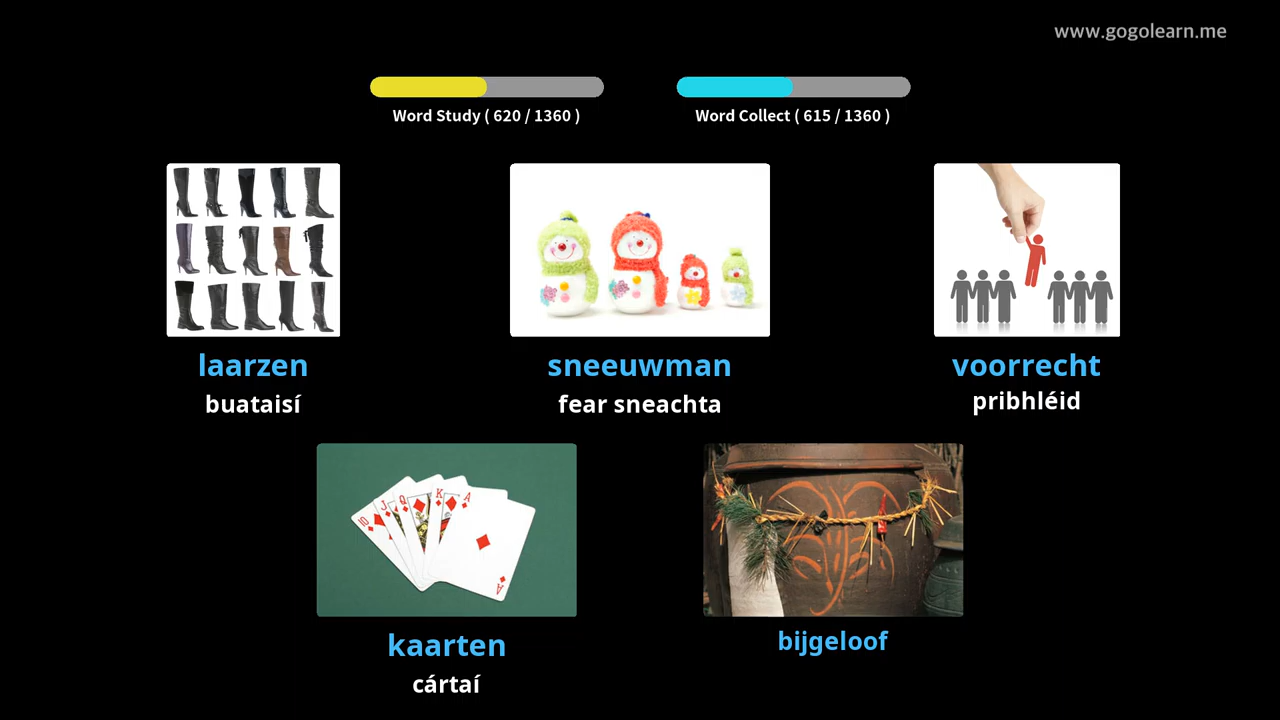 www.gogolearn.me
Word Study ( 620 / 1360 )
Word Collect ( 615 / 1360 )
laarzen
buataisí
sneeuwman
fear sneachta
voorrecht
pribhléid
10 J Q K A
A
kaarten
cártaí
bijgeloof